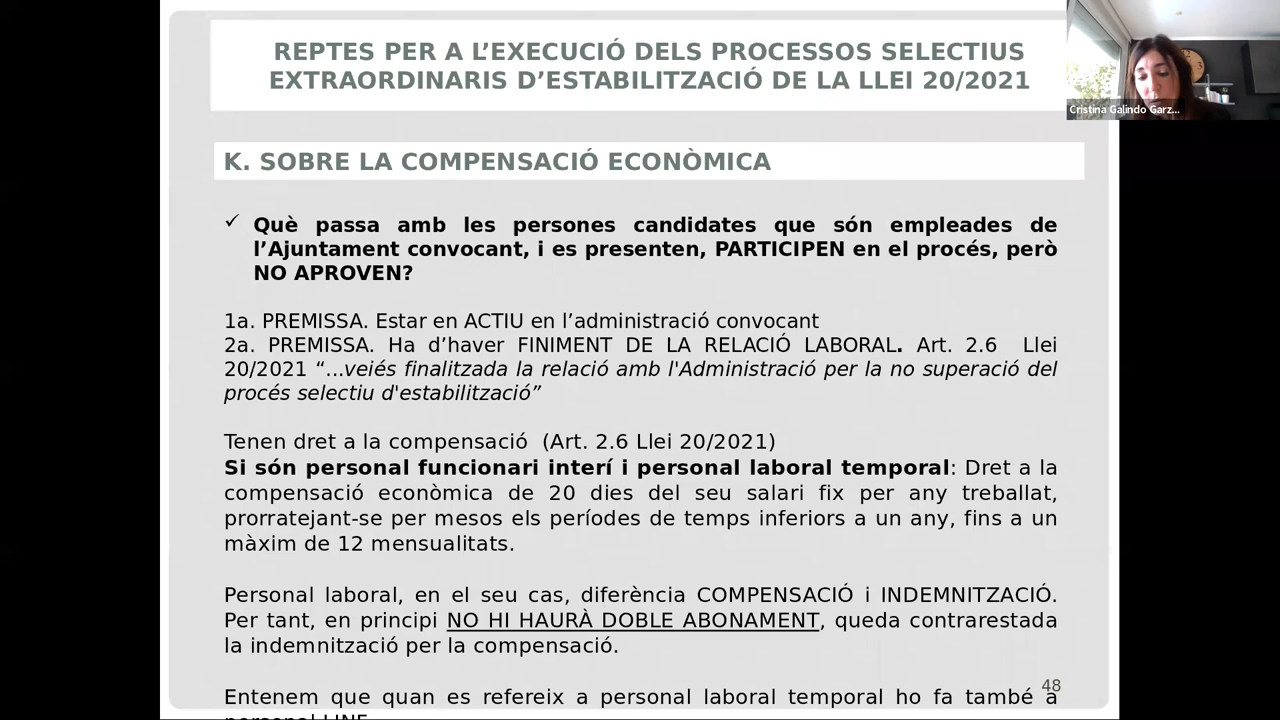 REPTES PER A L’EXECUCIÓ DELS PROCESSOS SELECTIUS
EXTRAORDINARIS D’ESTABILITZACIÓ DE LA LLEI 20/2021
Cristina Galindo Garz...
K. SOBRE LA COMPENSACIÓ ECONÒMICA
✓ Què passa amb les persones candidates que són empleades de
l’Ajuntament convocant, i es presenten, PARTICIPEN en el procés, però
NO APROVEN?
1a. PREMISSA. Estar en ACTIU en l’administració convocant
2a. PREMISSA. Ha d’haver FINIMENT DE LA RELACIÓ LABORAL. Art. 2.6 Llei
20/2021 “...veiés finalitzada la relació amb l'Administració per la no superació del
procés selectiu d'estabilització”
Tenen dret a la compensació (Art. 2.6 Llei 20/2021)
Si són personal funcionari interí i personal laboral temporal: Dret a la
compensació econòmica de 20 dies del seu salari fix per any treballat,
prorratejant-se per mesos els períodes de temps inferiors a un any, fins a un
màxim de 12 mensualitats.
Personal laboral, en el seu cas, diferència COMPENSACIÓ i INDEMNITZACIÓ.
Per tant, en principi NO HI HAURÀ DOBLE ABONAMENT, queda contrarestada
la indemnització per la compensació.
Entenem que quan es refereix a personal laboral temporal ho fa també a
48